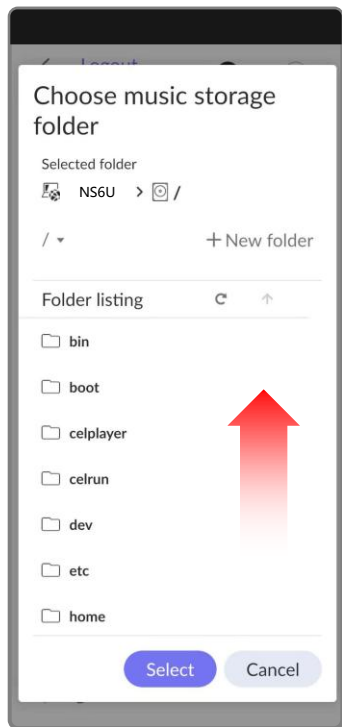 Logout
Choose music storage
folder
Selected folder
NS6U > /
/
+ New folder
Folder listing
bin
boot
celplayer
celrun
dev
etc
home
Select
Cancel